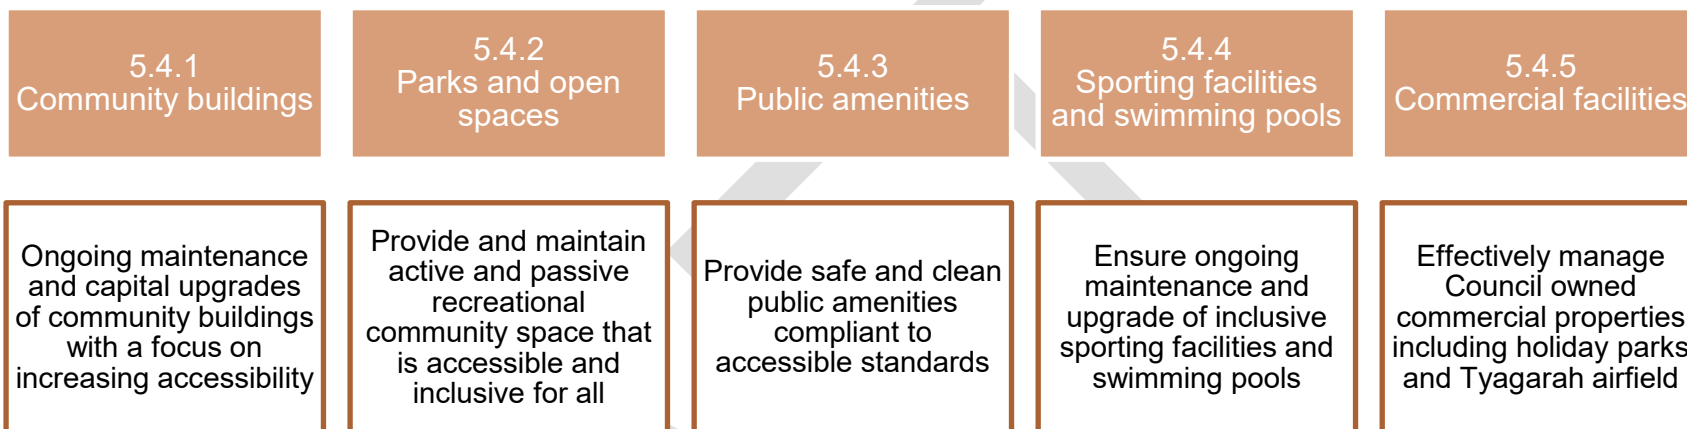 5.4.1
Community buildings
5.4.2
Parks and open
spaces
5.4.3
Public amenities
5.4.4
Sporting facilities
and swimming pools
5.4.5
Commercial facilities
Ongoing maintenance
and capital upgrades
of community buildings
with a focus on
increasing accessibility
Provide and maintain
active and passive
recreational
community space that
is accessible and
inclusive for all
Provide safe and clean
public amenities
compliant to
accessible standards
Ensure ongoing
maintenance and
upgrade of inclusive
sporting facilities and
swimming pools
Effectively manage
Council owned
commercial properties
including holiday parks
and Tyagarah airfield